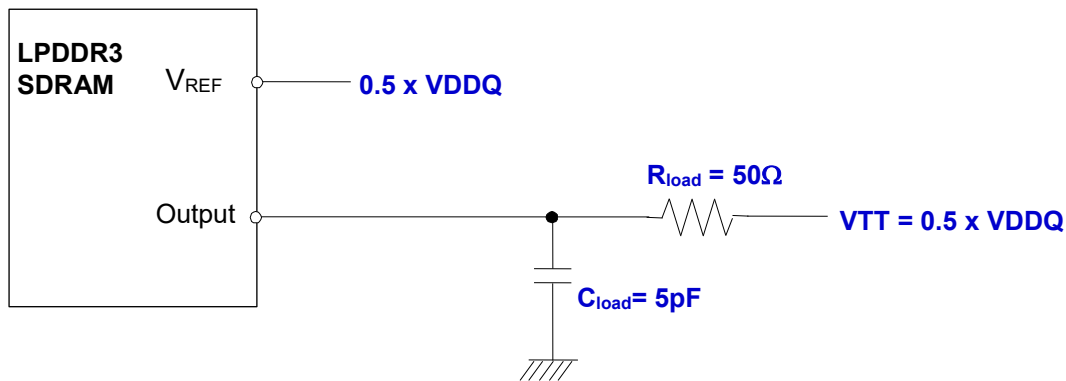 LPDDR3
SDRAM
VREF
0.5 x VDDQ
Rload = 50Ω
Output
VTT = 0.5 x VDDQ
Cload= 5pF